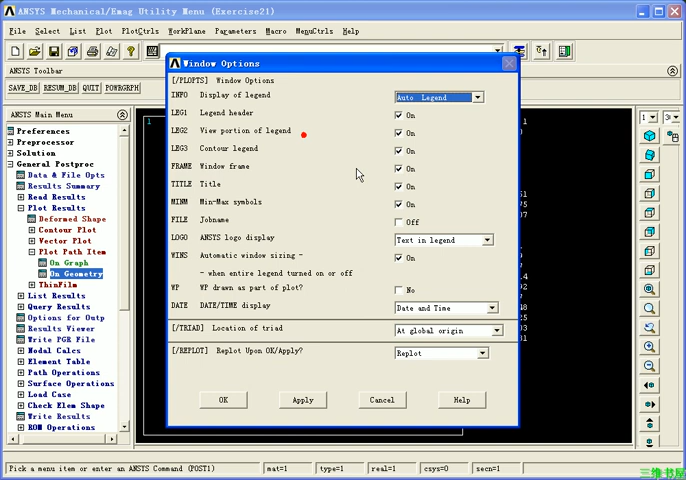 ANSYS Mechanical/Emag Utility Menu (Exercise21)
File Select List Plot PlotCtrls WorkPlane Parameters Macro MenuCtrls Help
ANSYS Toolbar
SAVE_DB RESUM_DB QUIT POWRGRPH
ANSYS Main Menu
Preferences
Preprocessor
Solution
General Postproc
Data & File Opts
Results Summary
Read Results
Plot Results
Deformed Shape
Contour Plot
Vector Plot
Plot Path Item
On Graph
On Geometry
ThinFilm
List Results
Query Results
Options for Outp
Results Viewer
Write PGR File
Nodal Calcs
Element Table
Path Operations
Surface Operations
Load Case
Check Elem Shape
Write Results
ROM Operations
1
Window Options
[/PLOPTS] Window Options
INFO Display of legend Auto Legend
LEG1 Legend header On
LEG2 View portion of legend On
LEG3 Contour legend On
FRAME Window frame On
TITLE Title On
MINM Min-Max symbols On
FILE Jobname Off
LOGO ANSYS logo display Text in legend
WINS Automatic window sizing - On
- when entire legend turned on or off
WP WP drawn as part of plot? No
DATE DATE/TIME display Date and Time
[/TRIAD] Location of triad At global origin
[/REPLOT] Replot Upon OK/Apply? Replot
OK Apply Cancel Help
1
Pick a menu item or enter an ANSYS Command (POST1) mat=1 type=1 real=1 csys=0 secn=1
三维书屋